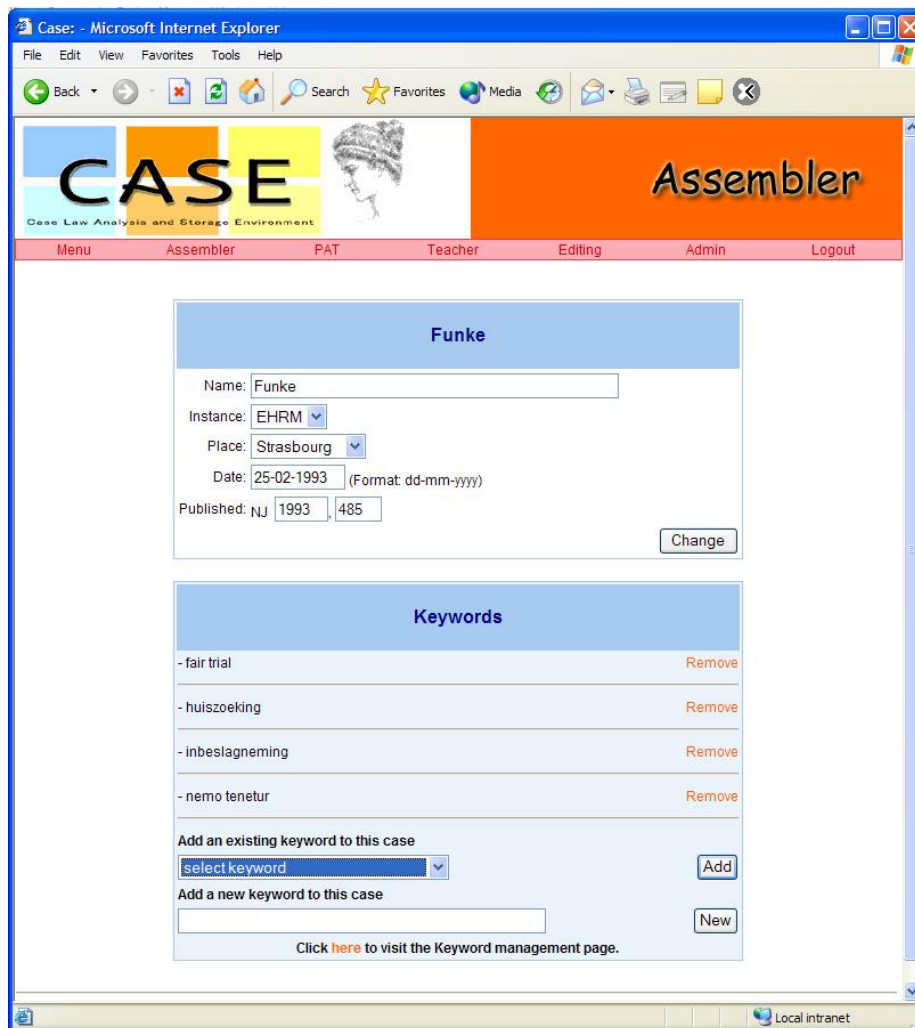 Case: - Microsoft Internet Explorer
File Edit View Favorites Tools Help
Back Search Favorites Media
CASE
Case Law Analysis and Storage Environment
Assembler
Menu Assembler PAT Teacher Editing Admin Logout
Funke
Name: Funke
Instance: EHRM
Place: Strasbourg
Date: 25-02-1993 (Format: dd-mm-yyyy)
Published: NJ 1993 , 485
Change
Keywords
- fair trial Remove
- huiszoeking Remove
- inbeslagneming Remove
- nemo tenetur Remove
Add an existing keyword to this case
select keyword Add
Add a new keyword to this case
New
Click here to visit the Keyword management page.
Local intranet